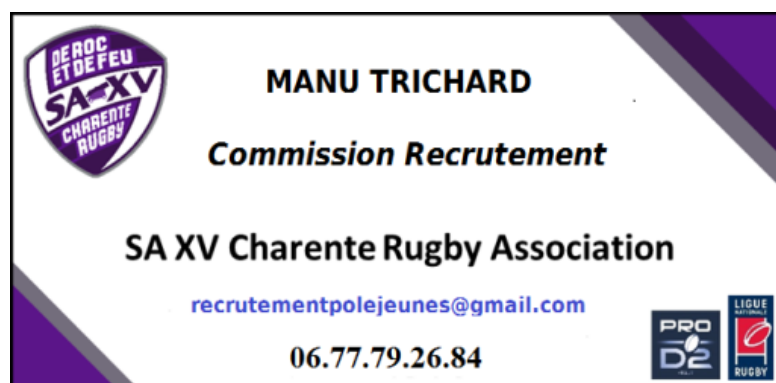 DE ROC
ET DE FEU
SA XV
CHARENTE
RUGBY
MANU TRICHARD
Commission Recrutement
SA XV Charente Rugby Association
recrutementpolejeunes@gmail.com
06.77.79.26.84
PRO
D2
LIGUE
NATIONALE
RUGBY